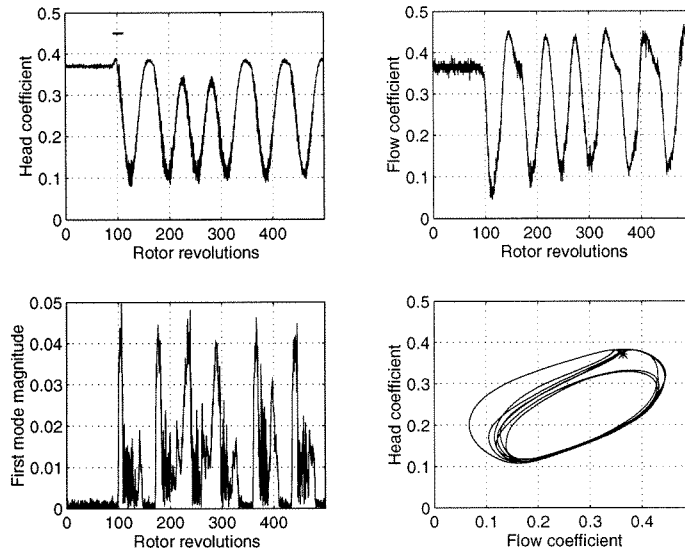 0.5
0.4
0.3
0.2
0.1
0
Head coefficient
0 100 200 300 400 500
Rotor revolutions
0.5
0.4
0.3
0.2
0.1
0
Flow coefficient
0 100 200 300 400
Rotor revolutions
0.05
0.04
0.03
0.02
0.01
0
First mode magnitude
0 100 200 300 400 500
Rotor revolutions
0.5
0.4
0.3
0.2
0.1
0
Head coefficient
0 0.1 0.2 0.3 0.4
Flow coefficient